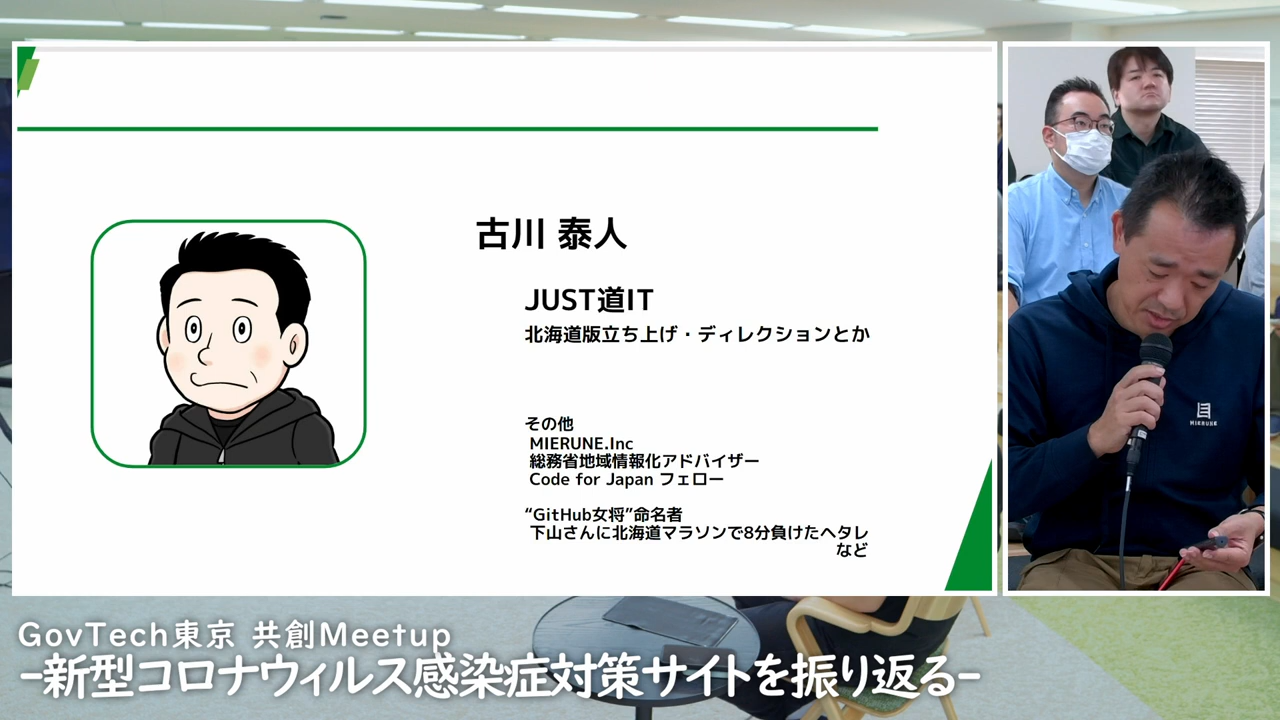 古川 泰人
JUST道IT
北海道版立ち上げ・ディレクションとか
その他
MIERUNE.Inc
総務省地域情報化アドバイザー
Code for Japan フェロー
“GitHub女将”命名者
下山さんに北海道マラソンで8分負けたヘタレ
など
MIERUNE
GovTech東京 共創Meetup
-新型コロナウィルス感染症対策サイトを振り返る-